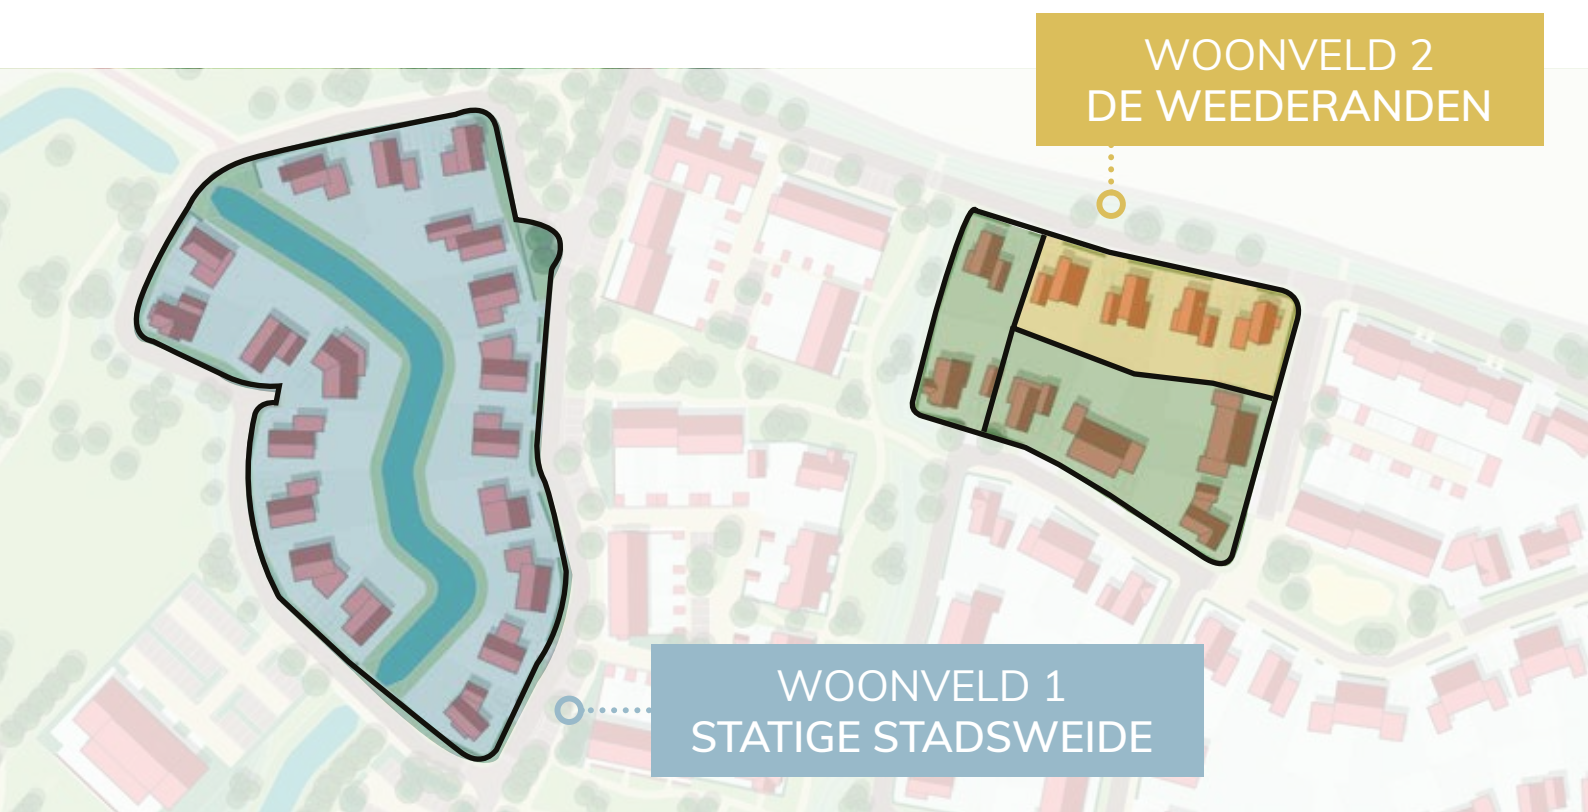 WOONVELD 2
DE WEEDERANDEN
WOONVELD 1
STATIGE STADSWEIDE